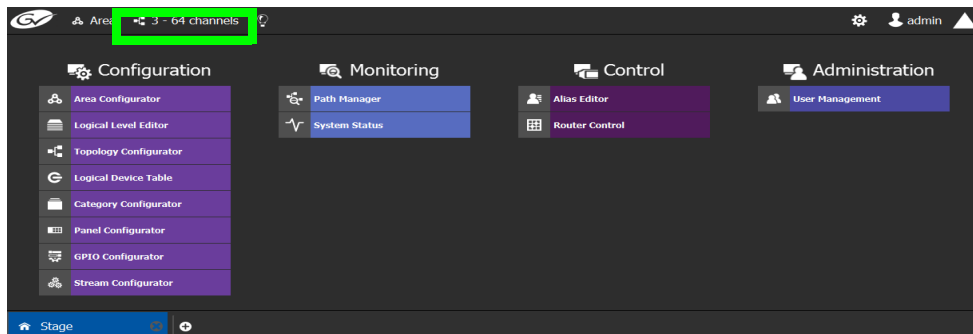 GV Area 3 - 64 channels admin
Configuration Monitoring Control Administration
Area Configurator Path Manager Alias Editor User Management
Logical Level Editor System Status Router Control
Topology Configurator
Logical Device Table
Category Configurator
Panel Configurator
GPIO Configurator
Stream Configurator
Stage